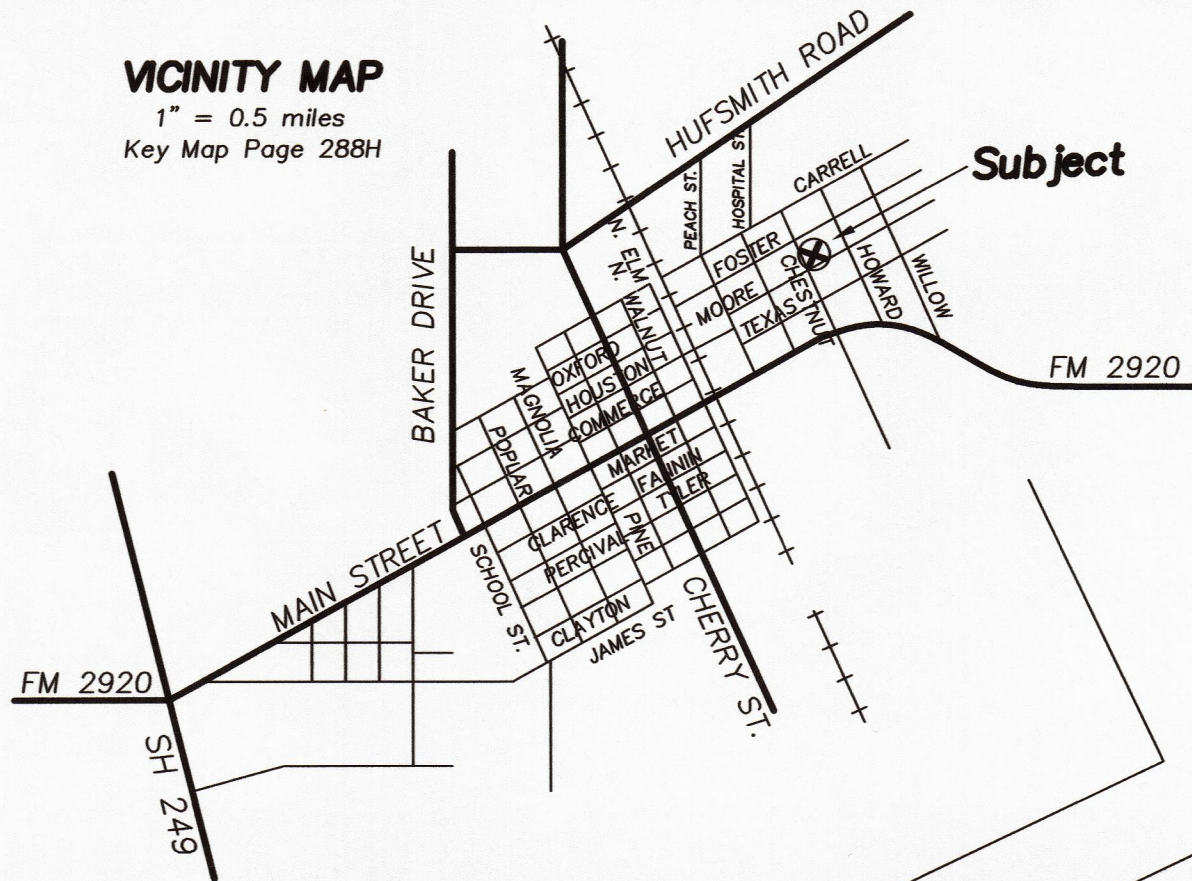 VICINITY MAP
1" = 0.5 miles
Key Map Page 288H
HUFSMITH ROAD
Subject
CARRELL
PEACH ST.
HOSPITAL ST.
N. ELM
N. WALNUT
FOSTER
MOORE
TEXAS
CHESTNUT
HOWARD
WILLOW
BAKER DRIVE
FM 2920
OXFORD
HOUSTON
COMMERCE
MAGNOLIA
POPLAR
MARKET
FANNIN
TYLER
CLARENCE
PERCIVAL
PINE
MAIN STREET
SCHOOL ST.
CLAYTON
JAMES ST
CHERRY ST.
FM 2920
SH 249